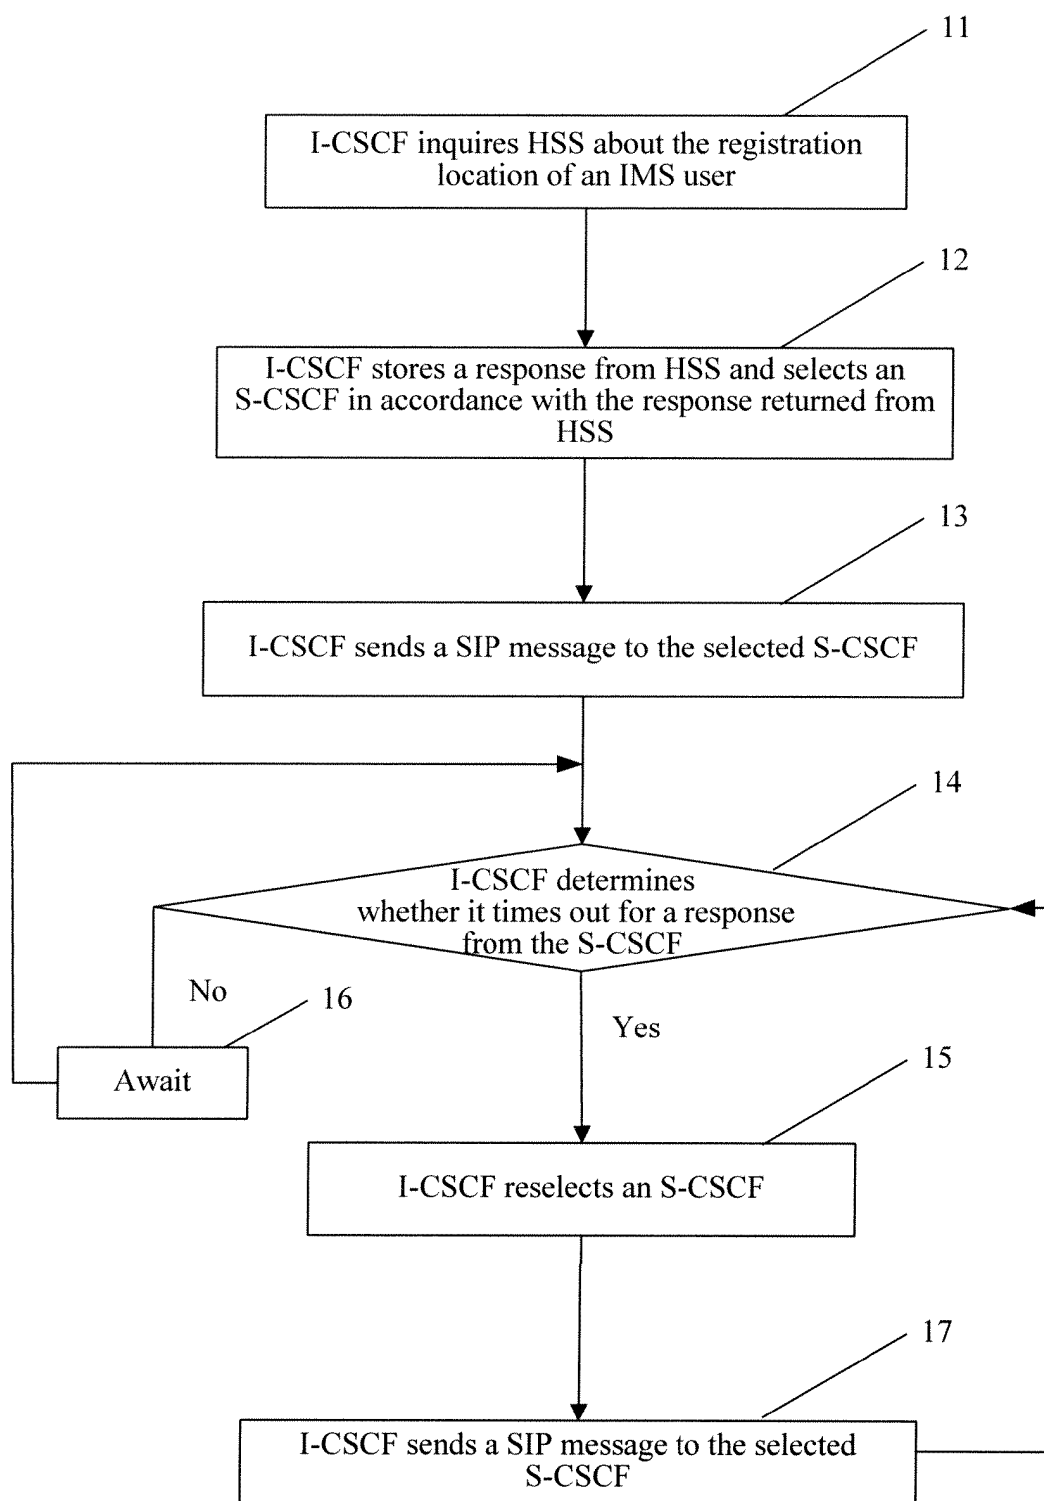 11
I-CSCF inquires HSS about the registration
location of an IMS user
12
I-CSCF stores a response from HSS and selects an
S-CSCF in accordance with the response returned from
HSS
13
I-CSCF sends a SIP message to the selected S-CSCF
14
I-CSCF determines
whether it times out for a response
from the S-CSCF
No
16
Yes
Await
15
I-CSCF reselects an S-CSCF
17
I-CSCF sends a SIP message to the selected
S-CSCF